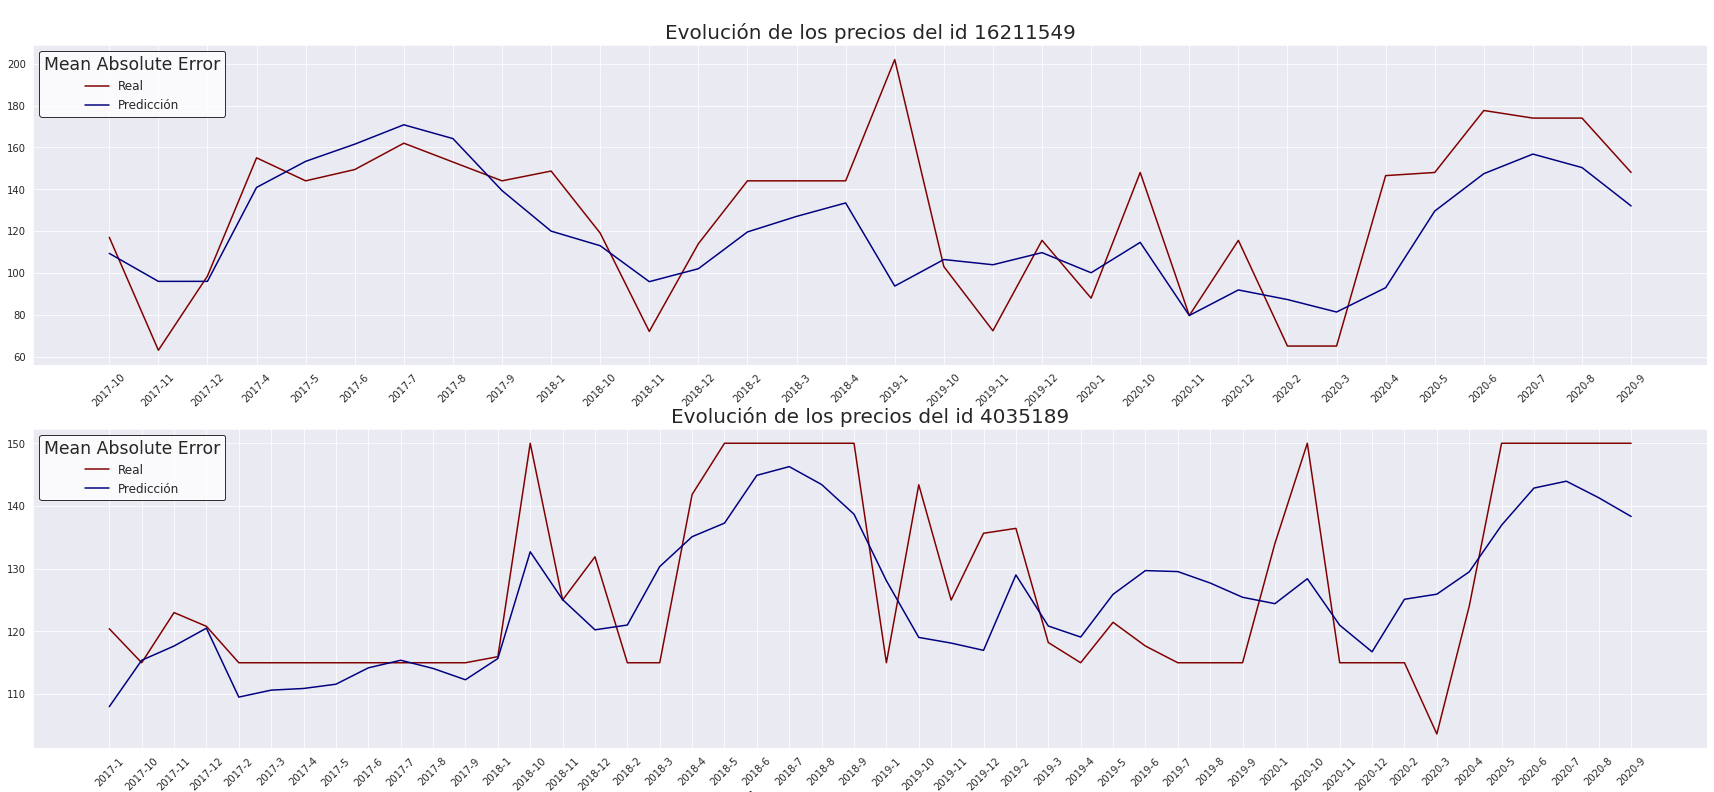 Evolución de los precios del id 16211549
Mean Absolute Error
Real
Predicción
200
180
160
140
120
100
80
60
2017-10 2017-11 2017-12 2017-4 2017-5 2017-6 2017-7 2017-8 2017-9 2018-1 2018-10 2018-11 2018-12 2018-2 2018-3 2018-4 2019-1 2019-10 2019-11 2019-12 2020-1 2020-10 2020-11 2020-12 2020-2 2020-3 2020-4 2020-5 2020-6 2020-7 2020-8 2020-9
Evolución de los precios del id 4035189
Mean Absolute Error
Real
Predicción
150
140
130
120
110
2017-1 2017-10 2017-11 2017-12 2017-2 2017-3 2017-4 2017-5 2017-6 2017-7 2017-8 2017-9 2018-1 2018-10 2018-11 2018-12 2018-2 2018-3 2018-4 2018-5 2018-6 2018-7 2018-8 2018-9 2019-1 2019-10 2019-11 2019-12 2019-2 2019-3 2019-4 2019-5 2019-6 2019-7 2019-8 2019-9 2020-1 2020-10 2020-11 2020-12 2020-2 2020-3 2020-4 2020-5 2020-6 2020-7 2020-8 2020-9